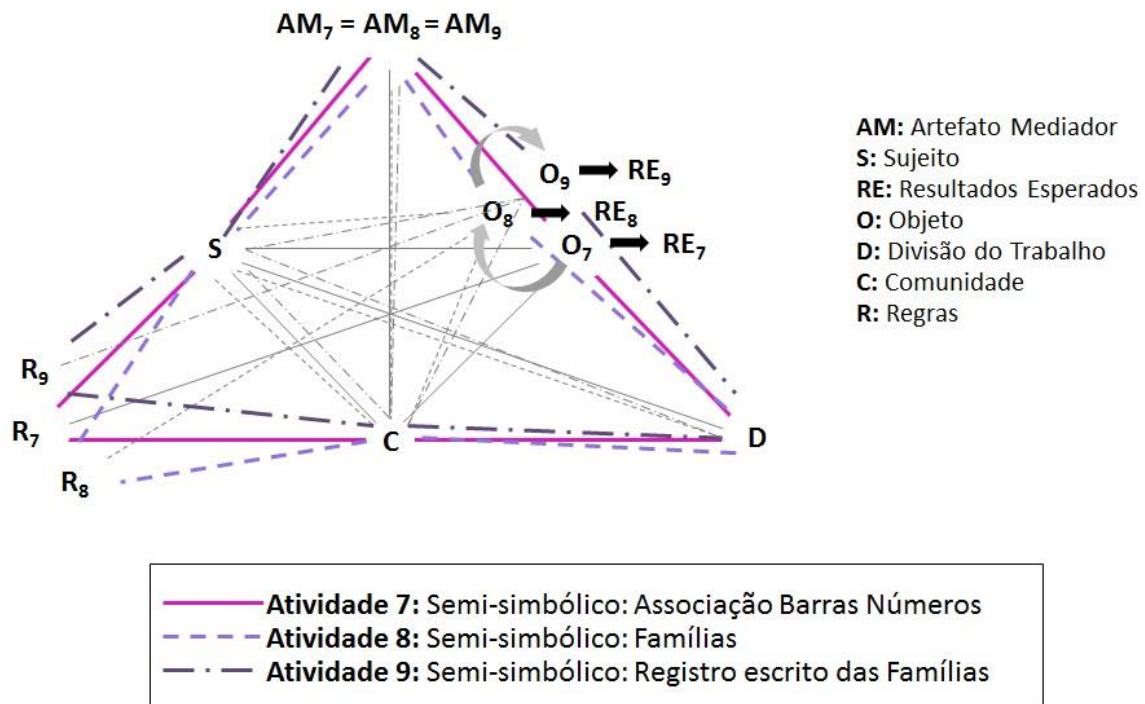 AM₇ = AM₈ = AM₉
AM: Artefato Mediador
S: Sujeito
RE: Resultados Esperados
O: Objeto
D: Divisão do Trabalho
C: Comunidade
R: Regras
O₉ RE₉
O₈ RE₈
S
O₇ RE₇
R₉
R₇
C
D
R₈
Atividade 7: Semi-simbólico: Associação Barras Números
Atividade 8: Semi-simbólico: Famílias
Atividade 9: Semi-simbólico: Registro escrito das Famílias